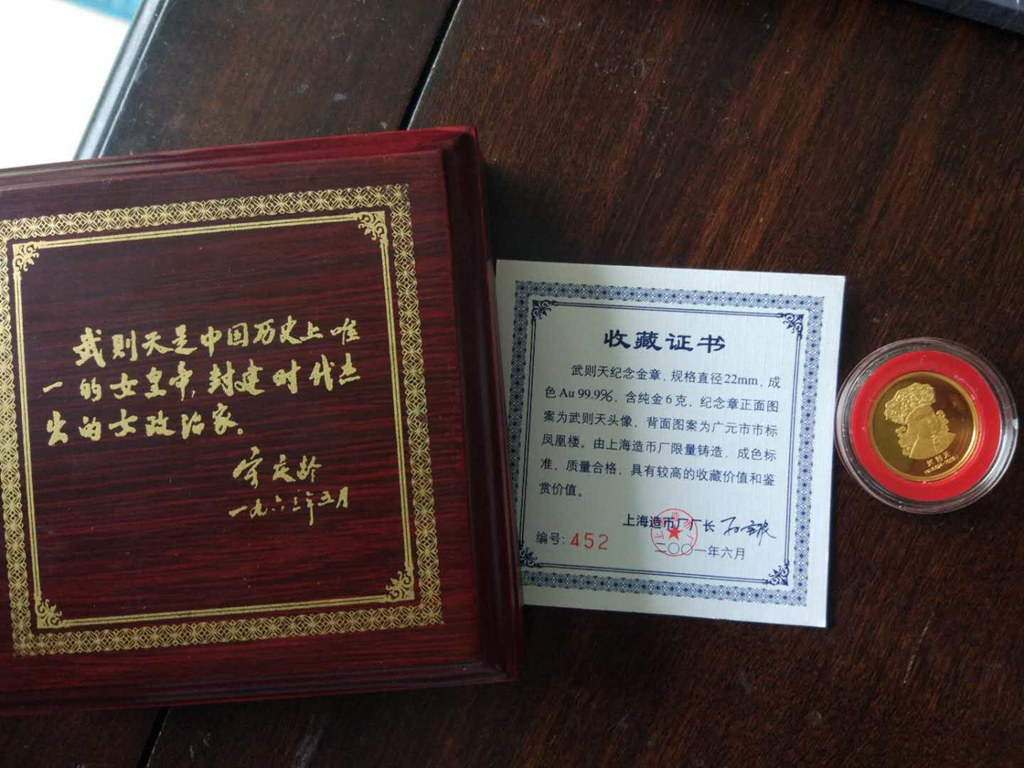 武则天是中国历史上唯
一的女皇帝,封建时代杰
出的女政治家。
宋庆龄
一九六三年五月
收藏证书
武则天纪念金章，规格直径22mm，成
色Au 99.9%，含纯金6克，纪念章正面图
案为武则天头像，背面图案为广元市市标
凤凰楼。由上海造币厂限量铸造，成色标
准，质量合格，具有较高的收藏价值和鉴
赏价值。
上海造币厂厂长
编号: 452
二〇〇一年六月
武则天